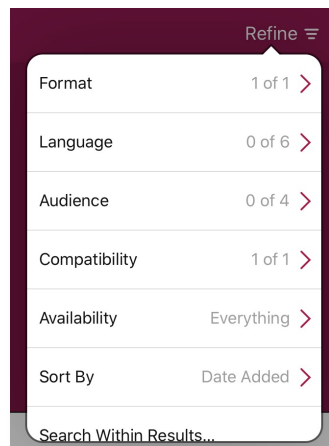 Refine
Format 1 of 1
Language 0 of 6
Audience 0 of 4
Compatibility 1 of 1
Availability Everything
Sort By Date Added
Search Within Results...